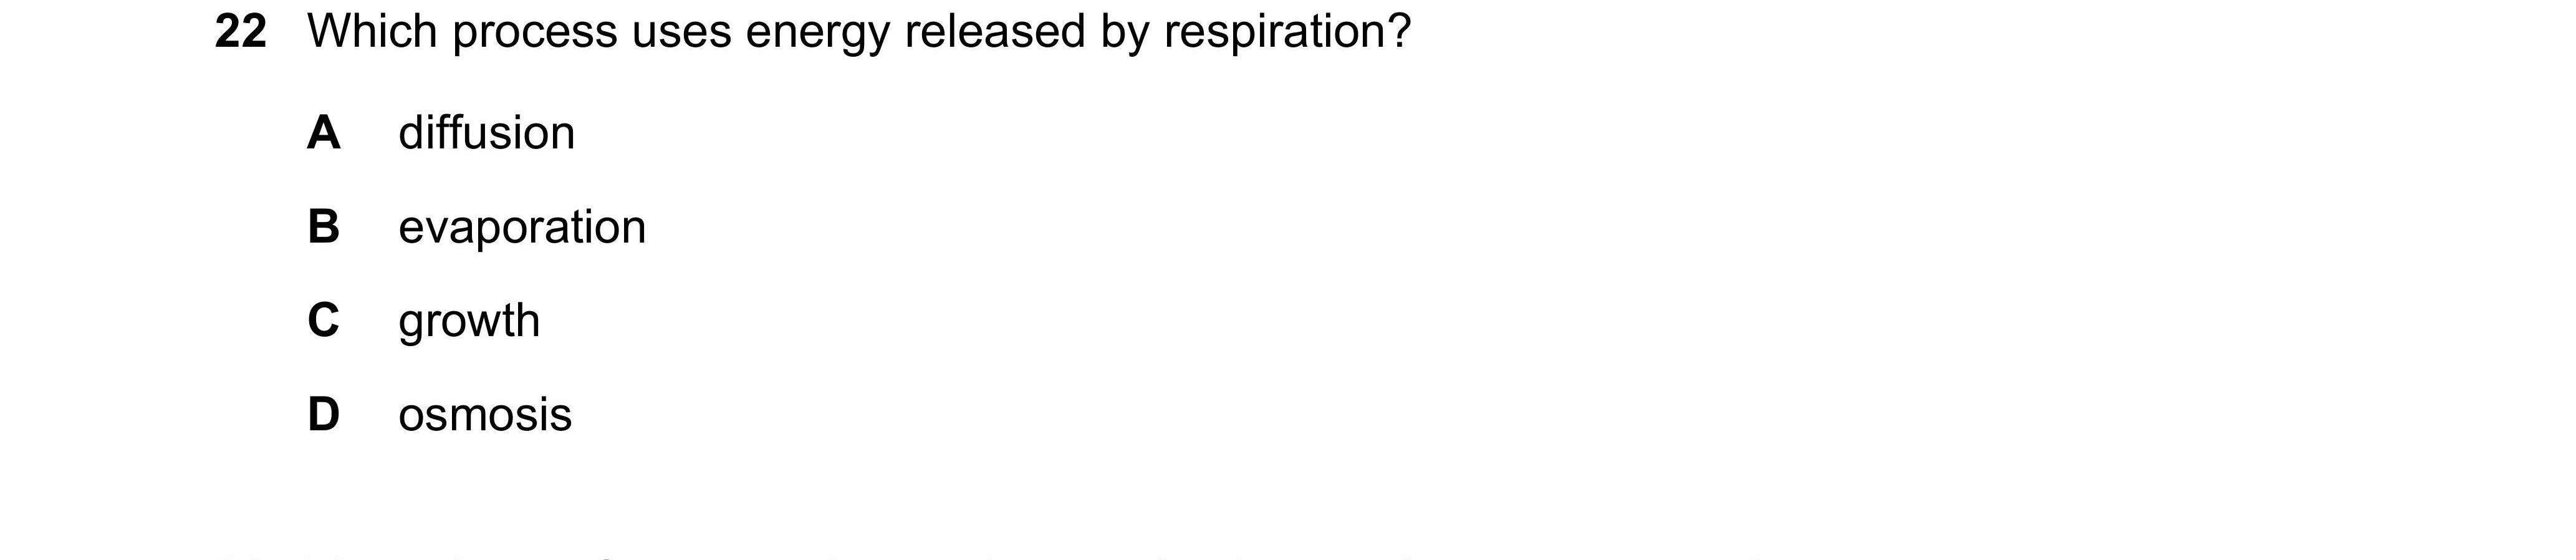 22 Which process uses energy released by respiration?
A diffusion
B evaporation
C growth
D osmosis